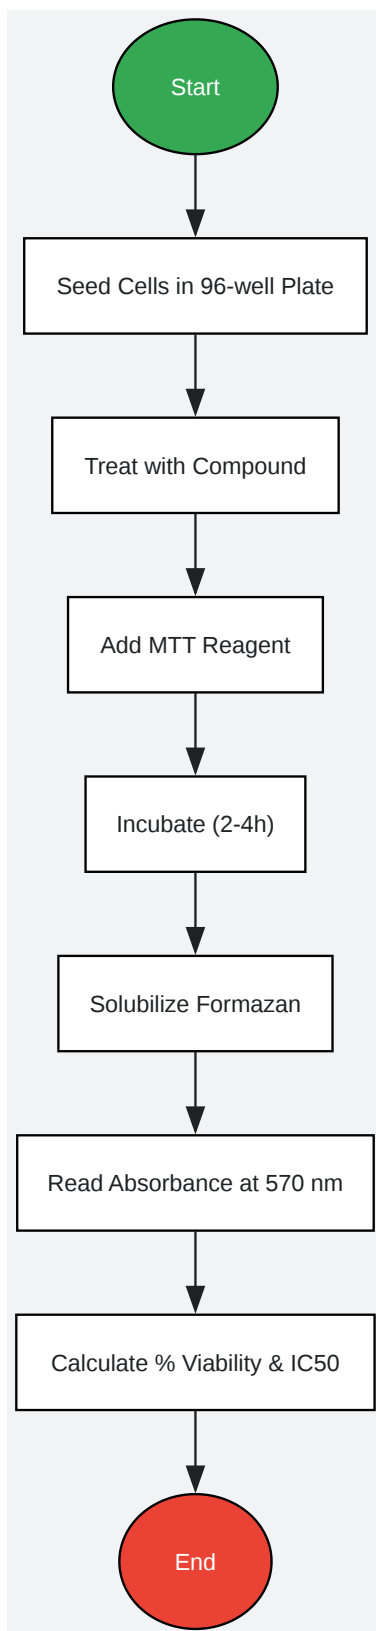 Start
Seed Cells in 96-well Plate
Treat with Compound
Add MTT Reagent
Incubate (2-4h)
Solubilize Formazan
Read Absorbance at 570 nm
Calculate % Viability & IC50
End